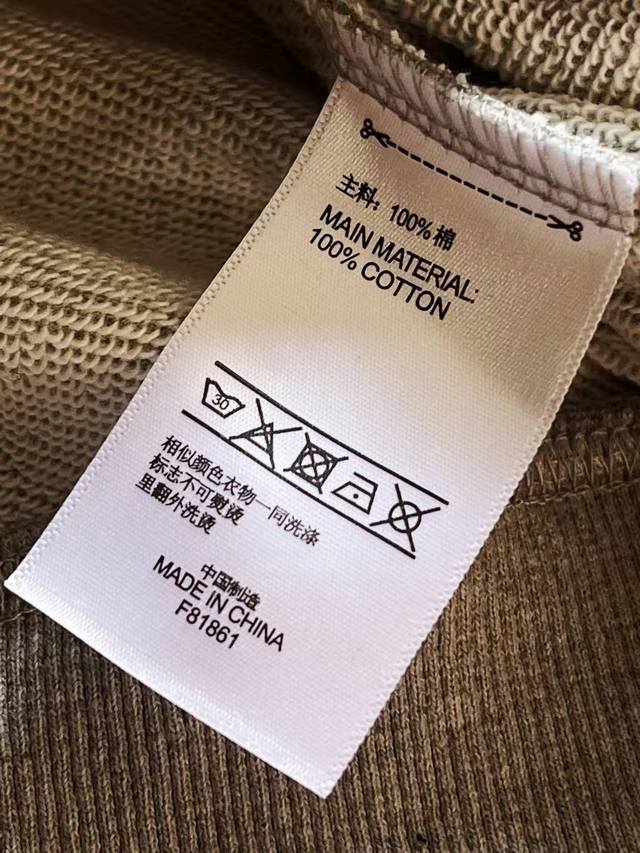 主料：100%棉
MAIN MATERIAL:
100% COTTON
30
相似颜色衣物一同洗涤
标志不可熨烫
里翻外洗烫
中国制造
MADE IN CHINA
F81861